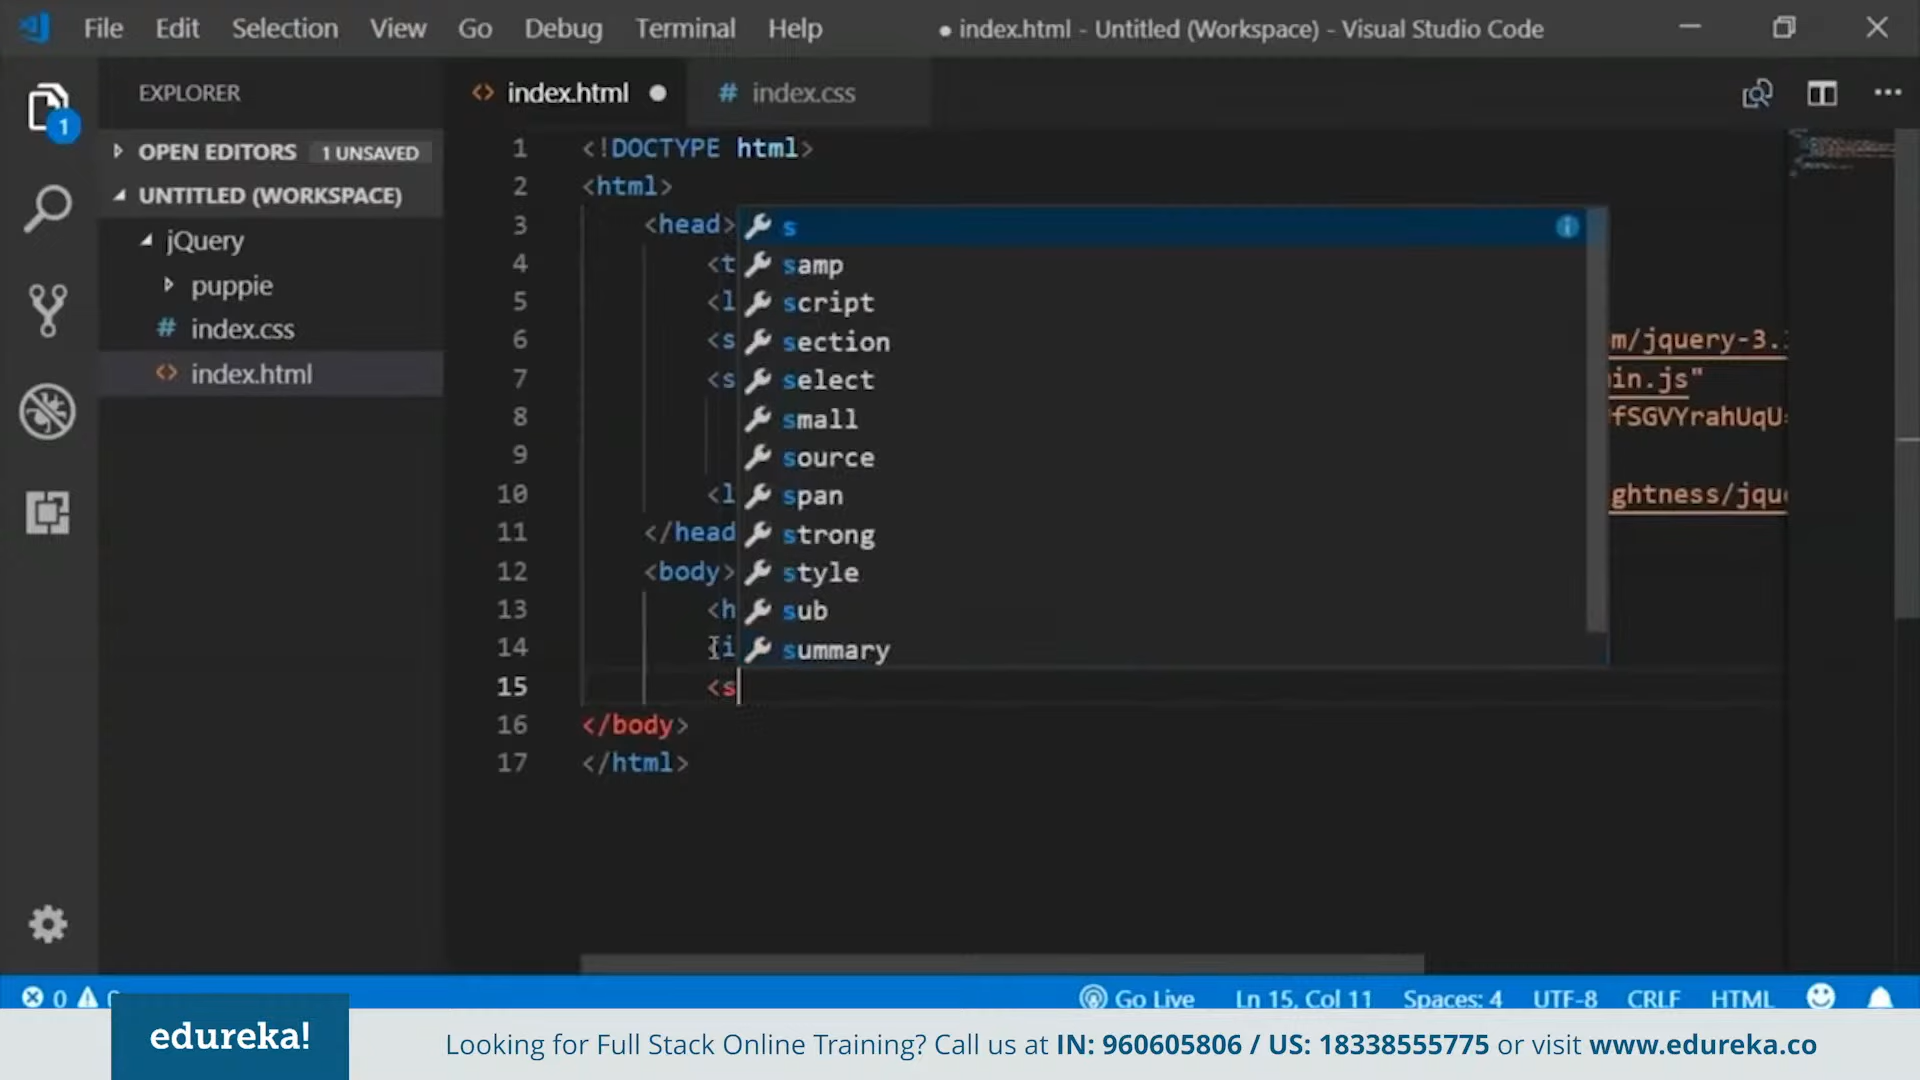 File Edit Selection View Go Debug Terminal Help
● index.html - Untitled (Workspace) - Visual Studio Code
EXPLORER
index.html
# index.css
1
OPEN EDITORS 1 UNSAVED
UNTITLED (WORKSPACE)
jQuery
puppie
# index.css
<> index.html
1 <!DOCTYPE html>
2 <html>
3 <head>
4 <t
5 <l
6 <s m/jquery-3.
7 <s in.js"
8 fSGVYrahUqU
9
10 <l ghtness/jqu
11 </head
12 <body>
13 <h
14 <i
15 <s
16 </body>
17 </html>
s
samp
script
section
select
small
source
span
strong
style
sub
summary
0
Go Live Ln 15, Col 11 Spaces: 4 UTF-8 CRLF HTML
edureka!
Looking for Full Stack Online Training? Call us at IN: 960605806 / US: 18338555775 or visit www.edureka.co